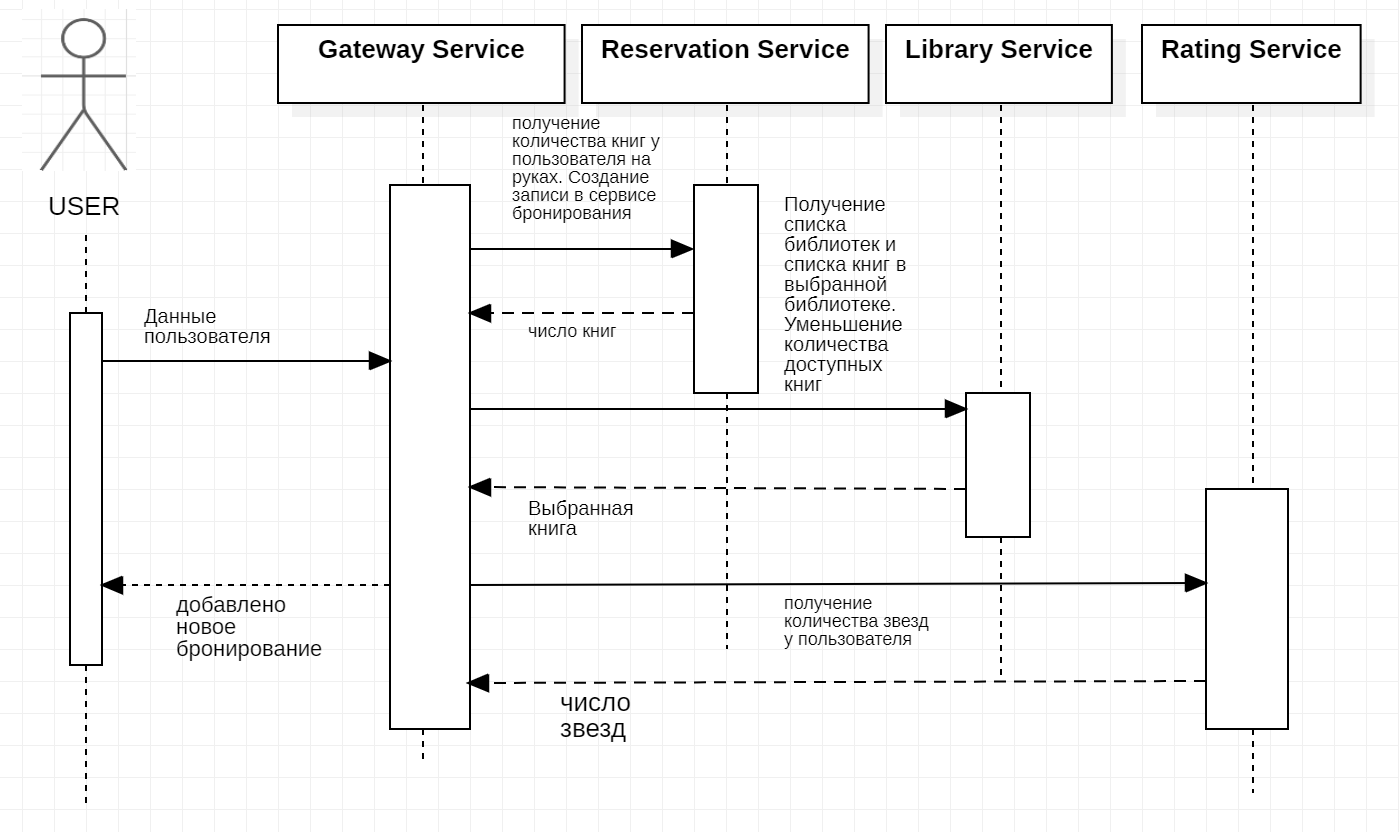 Gateway Service
Reservation Service
Library Service
Rating Service
USER
получение
количества книг у
пользователя на
руках. Создание
записи в сервисе
бронирования
Получение
списка
библиотек и
списка книг в
выбранной
библиотеке.
Уменьшение
количества
доступных
книг
Данные
пользователя
число книг
Выбранная
книга
добавлено
новое
бронирование
получение
количества звезд
у пользователя
число
звезд